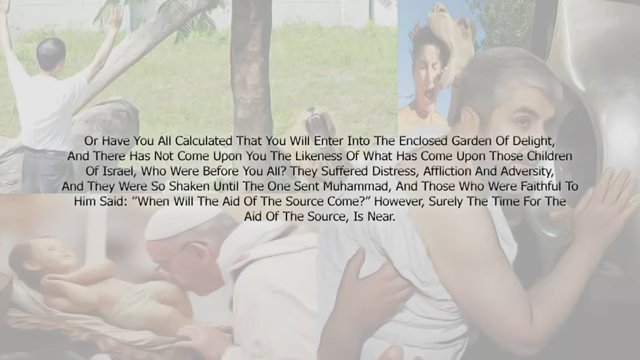 Or Have You All Calculated That You Will Enter Into The Enclosed Garden Of Delight,
And There Has Not Come Upon You The Likeness Of What Has Come Upon Those Children
Of Israel, Who Were Before You All? They Suffered Distress, Affliction And Adversity,
And They Were So Shaken Until The One Sent Muhammad, And Those Who Were Faithful To
Him Said: “When Will The Aid Of The Source Come?” However, Surely The Time For The
Aid Of The Source, Is Near.